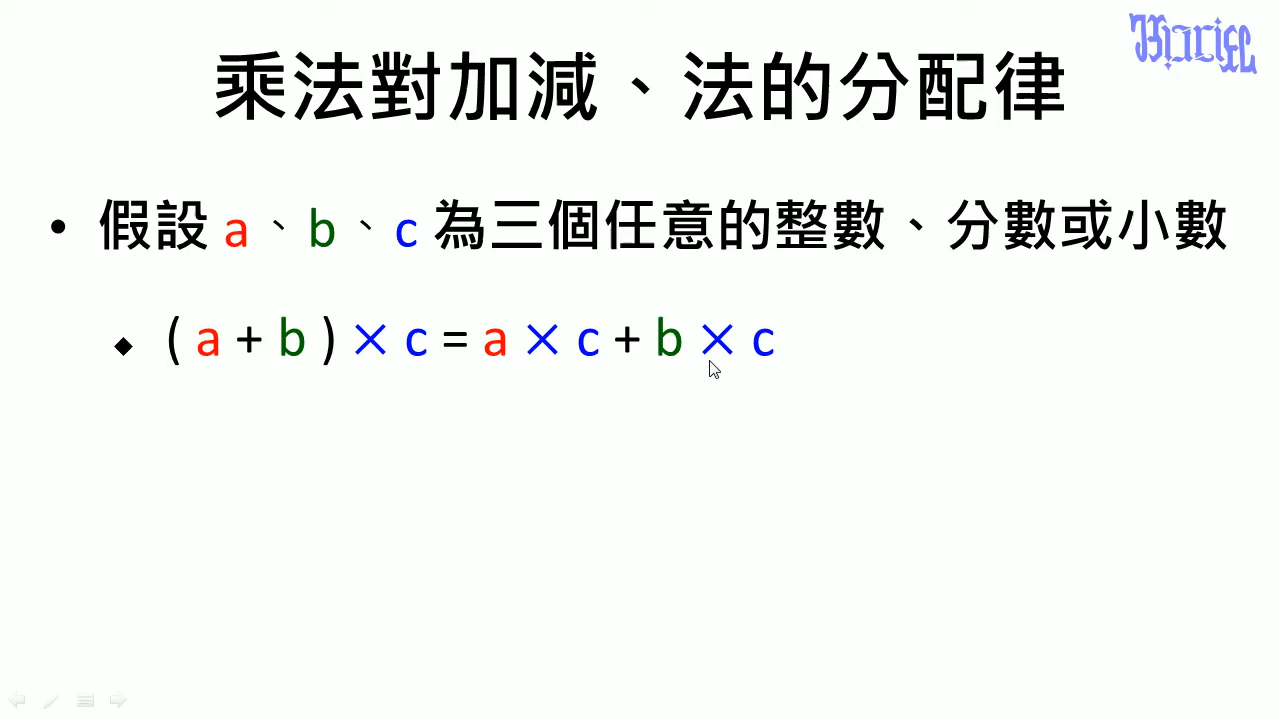 乘法對加減、法的分配律
• 假設 a、b、c 為三個任意的整數、分數或小數
◆ ( a + b ) × c = a × c + b × c